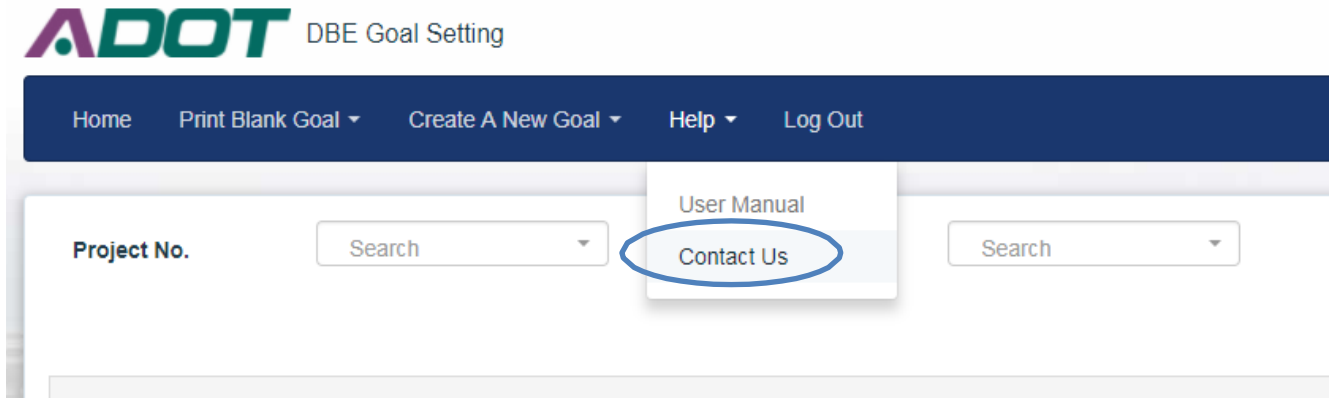 ADOT DBE Goal Setting
Home Print Blank Goal Create A New Goal Help Log Out
User Manual
Project No. Search Search
Contact Us